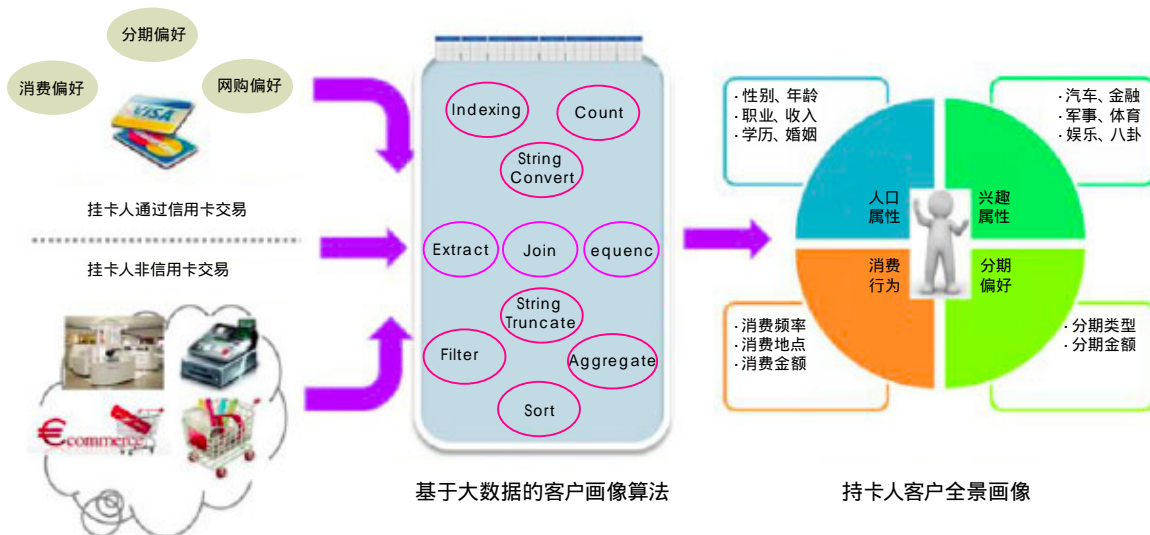 分期偏好
消费偏好
网购偏好
VISA
挂卡人通过信用卡交易
挂卡人非信用卡交易
€commerce
Indexing
Count
String
Convert
Extract
Join
equenc
String
Truncate
Filter
Aggregate
Sort
基于大数据的客户画像算法
·性别、年龄
·职业、收入
·学历、婚姻
·汽车、金融
·军事、体育
·娱乐、八卦
人口
属性
兴趣
属性
消费
行为
分期
偏好
·消费频率
·消费地点
·消费金额
·分期类型
·分期金额
持卡人客户全景画像